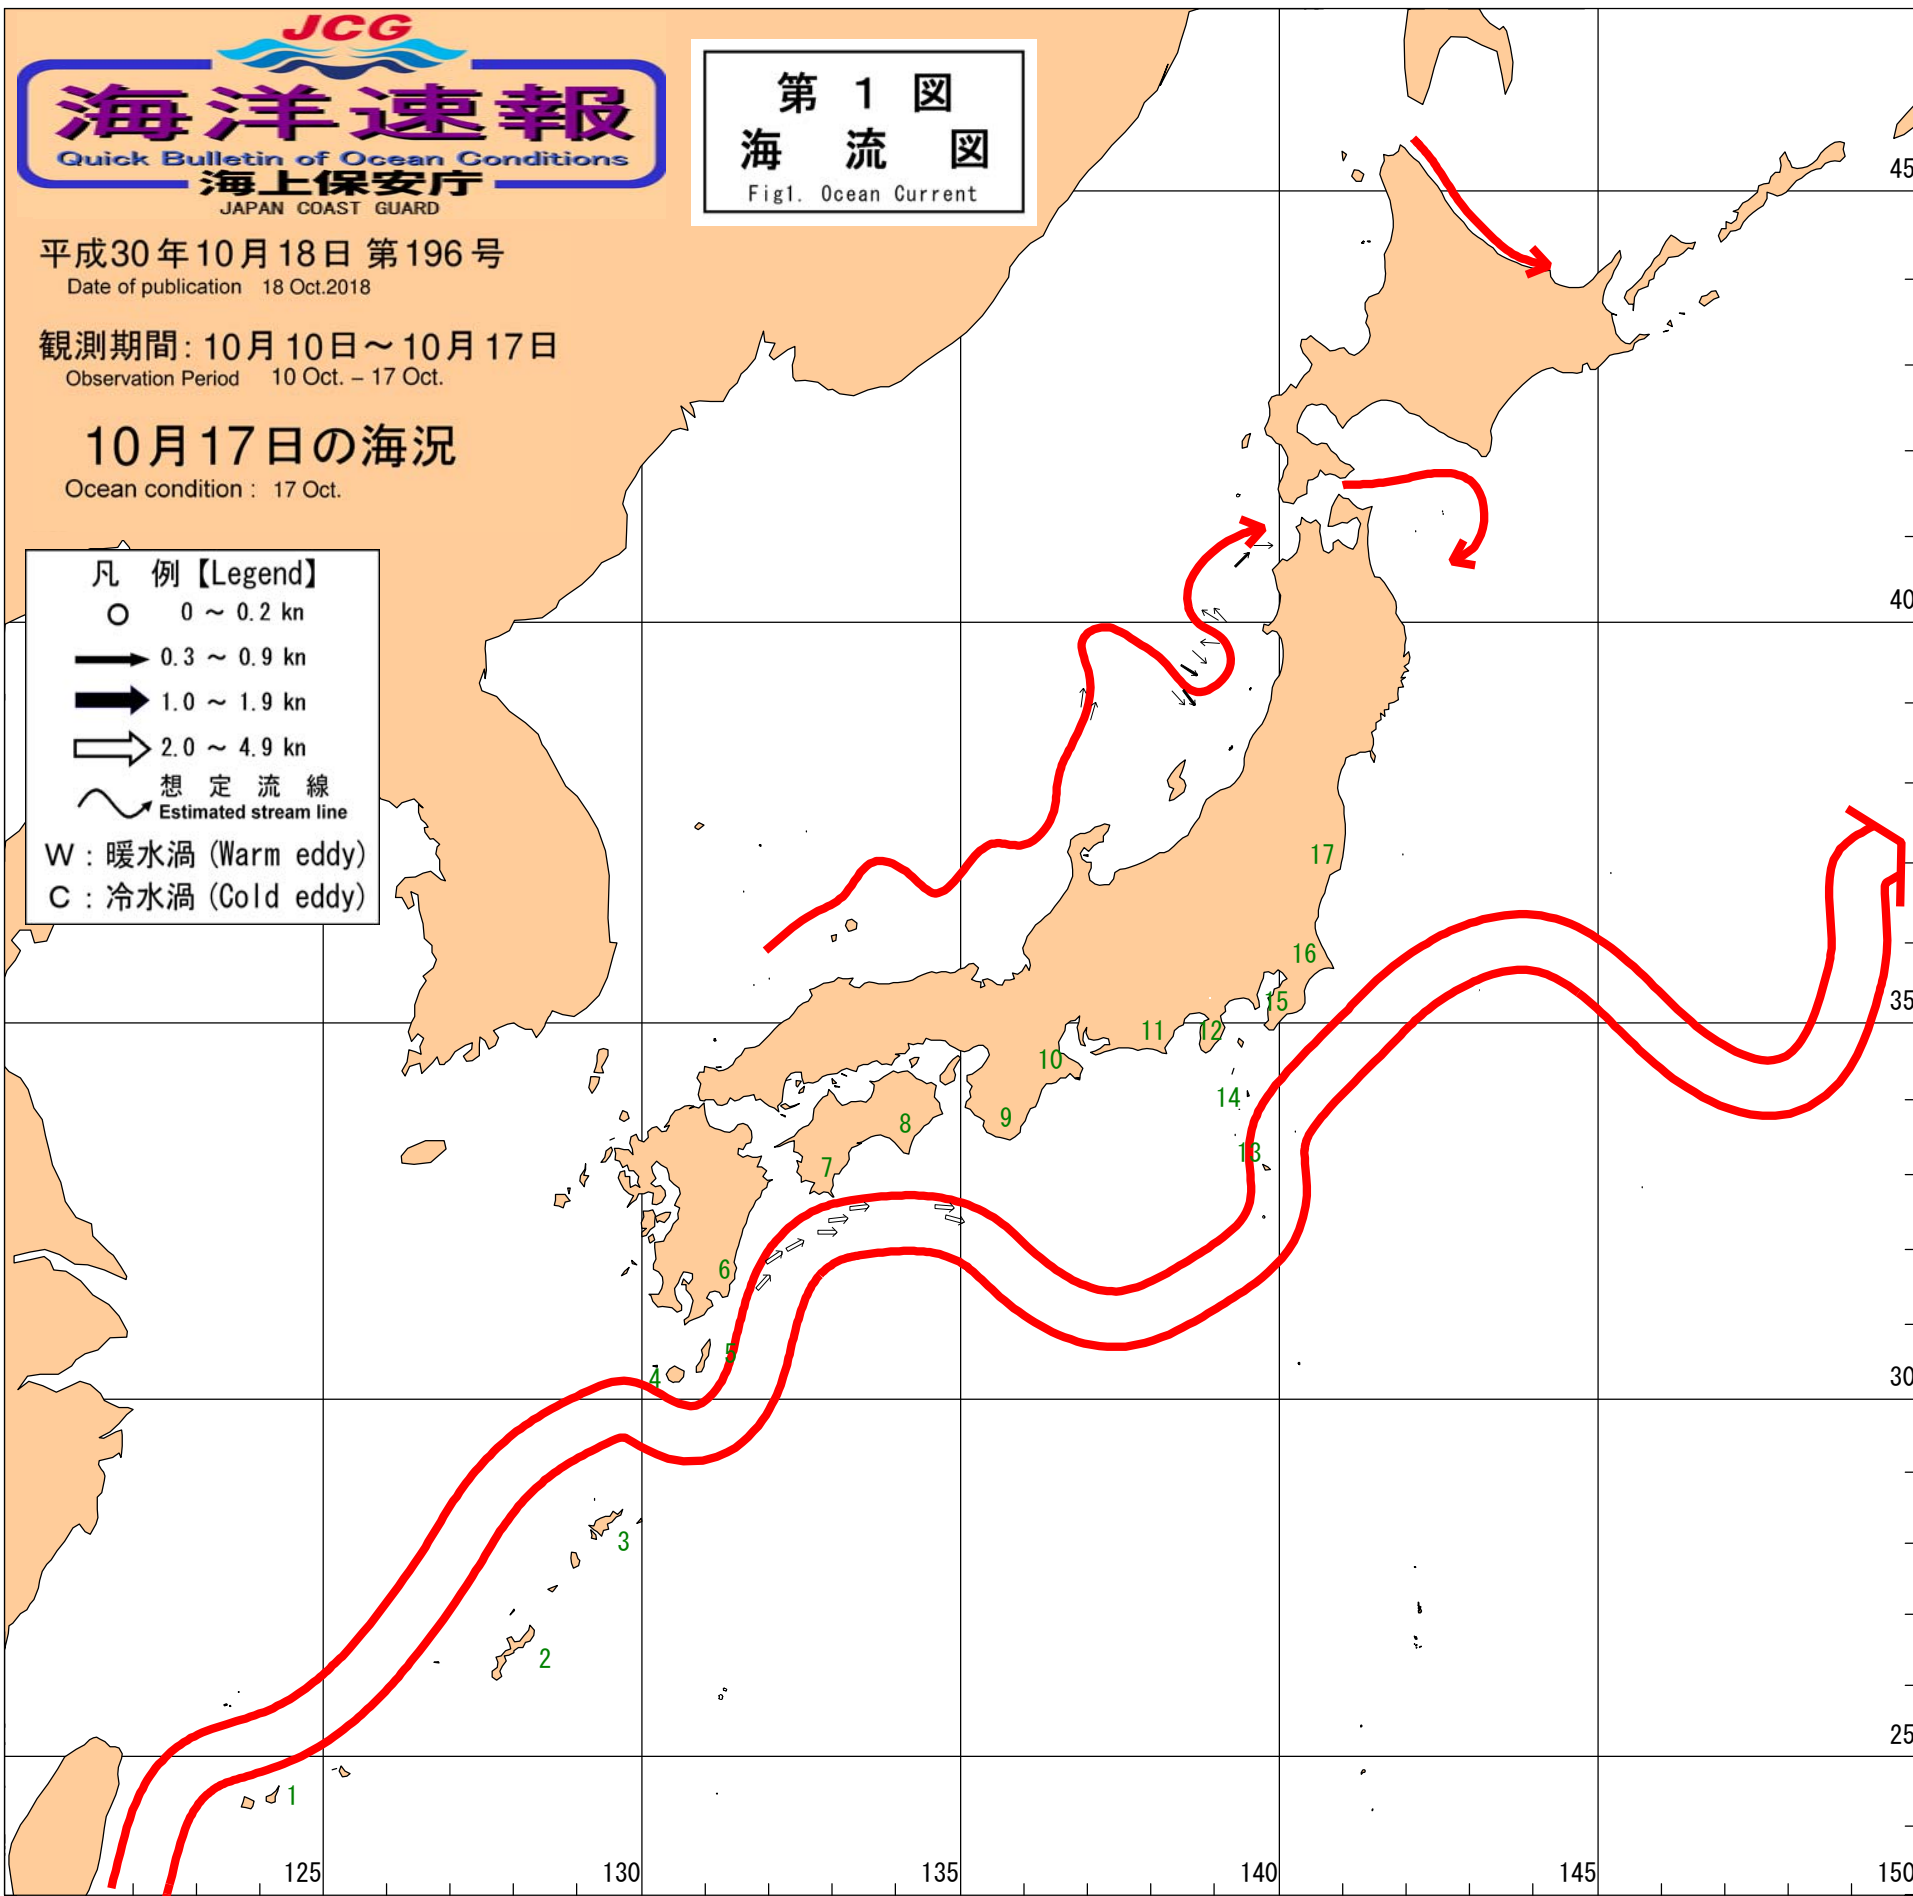 JCG
海洋速報
Quick Bulletin of Ocean Conditions
海上保安庁
JAPAN COAST GUARD
第 1 図
海 流 図
Fig1. Ocean Current
平成30年10月18日 第196号
Date of publication 18 Oct.2018
観測期間: 10月10日～10月17日
Observation Period 10 Oct. – 17 Oct.
10月17日の海況
Ocean condition : 17 Oct.
凡 例【Legend】
0 ～ 0.2 kn
0.3 ～ 0.9 kn
1.0 ～ 1.9 kn
2.0 ～ 4.9 kn
想 定 流 線
Estimated stream line
W : 暖水渦 (Warm eddy)
C : 冷水渦 (Cold eddy)
45
40
35
30
25
17
16
15
11
12
10
14
9
8
13
7
6
5
4
3
2
1
125
130
135
140
145
150